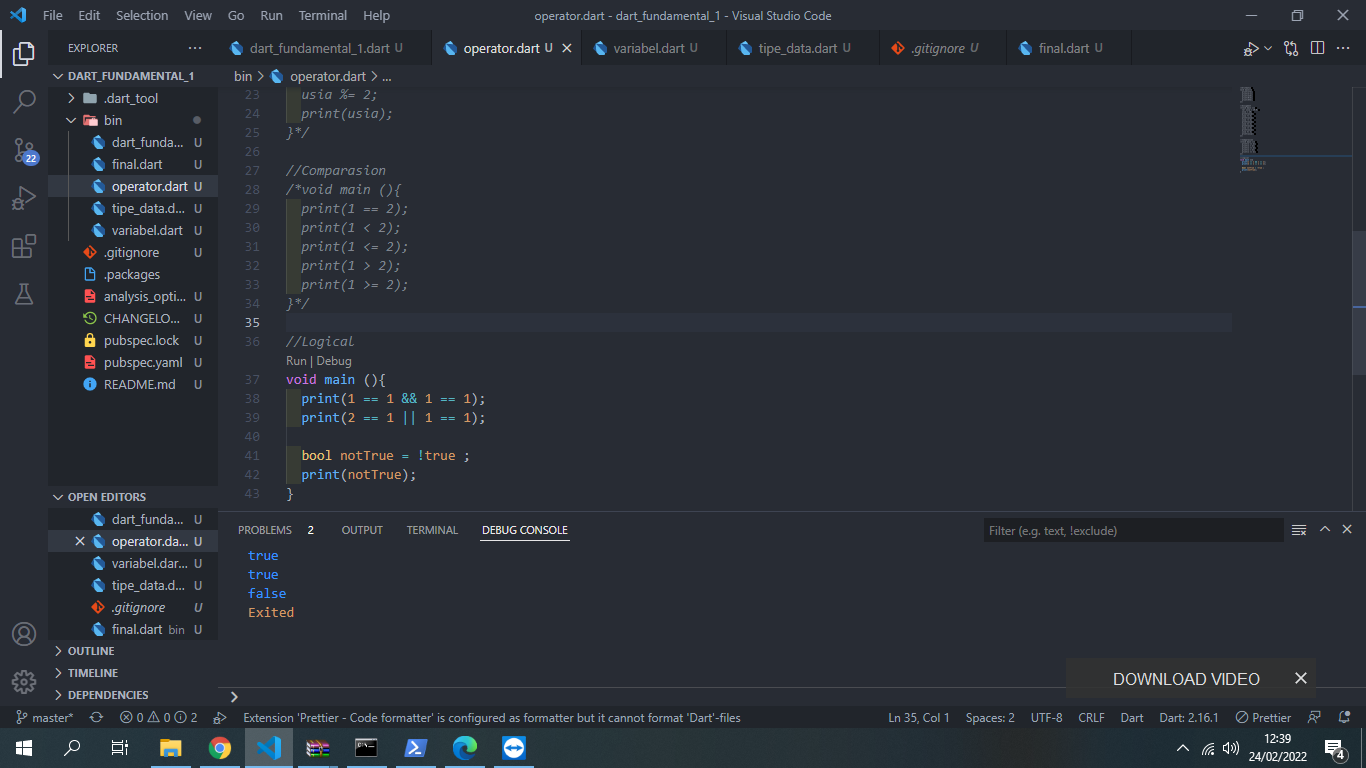 File Edit Selection View Go Run Terminal Help operator.dart - dart_fundamental_1 - Visual Studio Code
EXPLORER ...
dart_fundamental_1.dart U operator.dart U variabel.dart U tipe_data.dart U .gitignore U final.dart U
DART_FUNDAMENTAL_1
.dart_tool
bin
dart_funda... U
final.dart U
operator.dart U
tipe_data.d... U
variabel.dart U
.gitignore U
.packages
analysis_opti... U
CHANGELO... U
pubspec.lock U
pubspec.yaml U
README.md U
22
OPEN EDITORS
dart_funda... U
operator.da... U
variabel.dar... U
tipe_data.d... U
.gitignore U
final.dart bin U
OUTLINE
TIMELINE
DEPENDENCIES
bin > operator.dart > ...
23 usia %= 2;
24 print(usia);
25 }*/
26
27 //Comparasion
28 /*void main (){
29 print(1 == 2);
30 print(1 < 2);
31 print(1 <= 2);
32 print(1 > 2);
33 print(1 >= 2);
34 }*/
35
36 //Logical
Run | Debug
37 void main (){
38 print(1 == 1 && 1 == 1);
39 print(2 == 1 || 1 == 1);
40
41 bool notTrue = !true ;
42 print(notTrue);
43 }
PROBLEMS 2 OUTPUT TERMINAL DEBUG CONSOLE Filter (e.g. text, !exclude)
true
true
false
Exited
DOWNLOAD VIDEO
master* 0 0 2 Extension 'Prettier - Code formatter' is configured as formatter but it cannot format 'Dart'-files Ln 35, Col 1 Spaces: 2 UTF-8 CRLF Dart Dart: 2.16.1 Prettier
12:39
24/02/2022
4